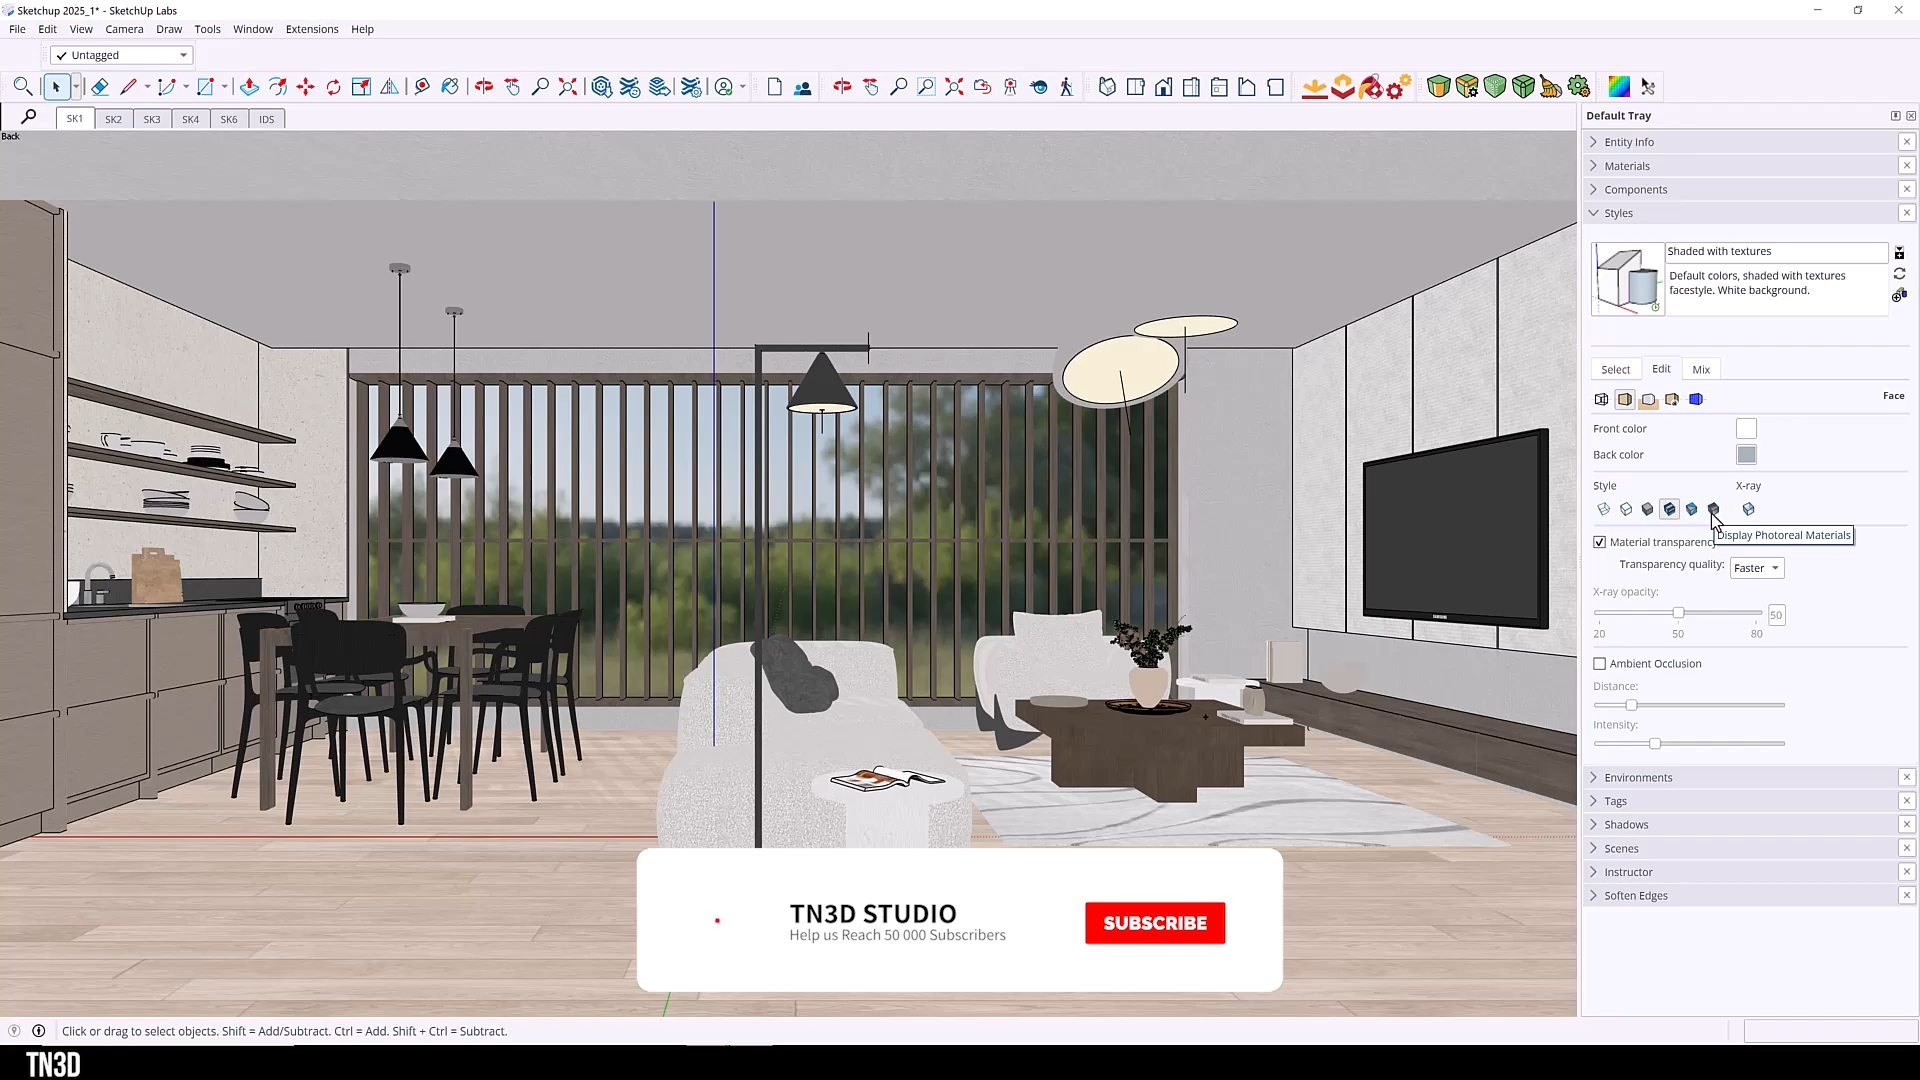 Sketchup 2025_1* - SketchUp Labs
File Edit View Camera Draw Tools Window Extensions Help
Untagged
SK1 SK2 SK3 SK4 SK6 IDS
Back
Default Tray
Entity Info
Materials
Components
Styles
Shaded with textures
Default colors, shaded with textures
facestyle. White background.
Select Edit Mix
Face
Front color
Back color
Style X-ray
Display Photoreal Materials
Material transparenc
Transparency quality: Faster
X-ray opacity:
50
20 50 80
Ambient Occlusion
Distance:
Intensity:
Environments
Tags
Shadows
Scenes
Instructor
Soften Edges
SAMSUNG
TN3D STUDIO
Help us Reach 50 000 Subscribers
SUBSCRIBE
Click or drag to select objects. Shift = Add/Subtract. Ctrl = Add. Shift + Ctrl = Subtract.
TN3D